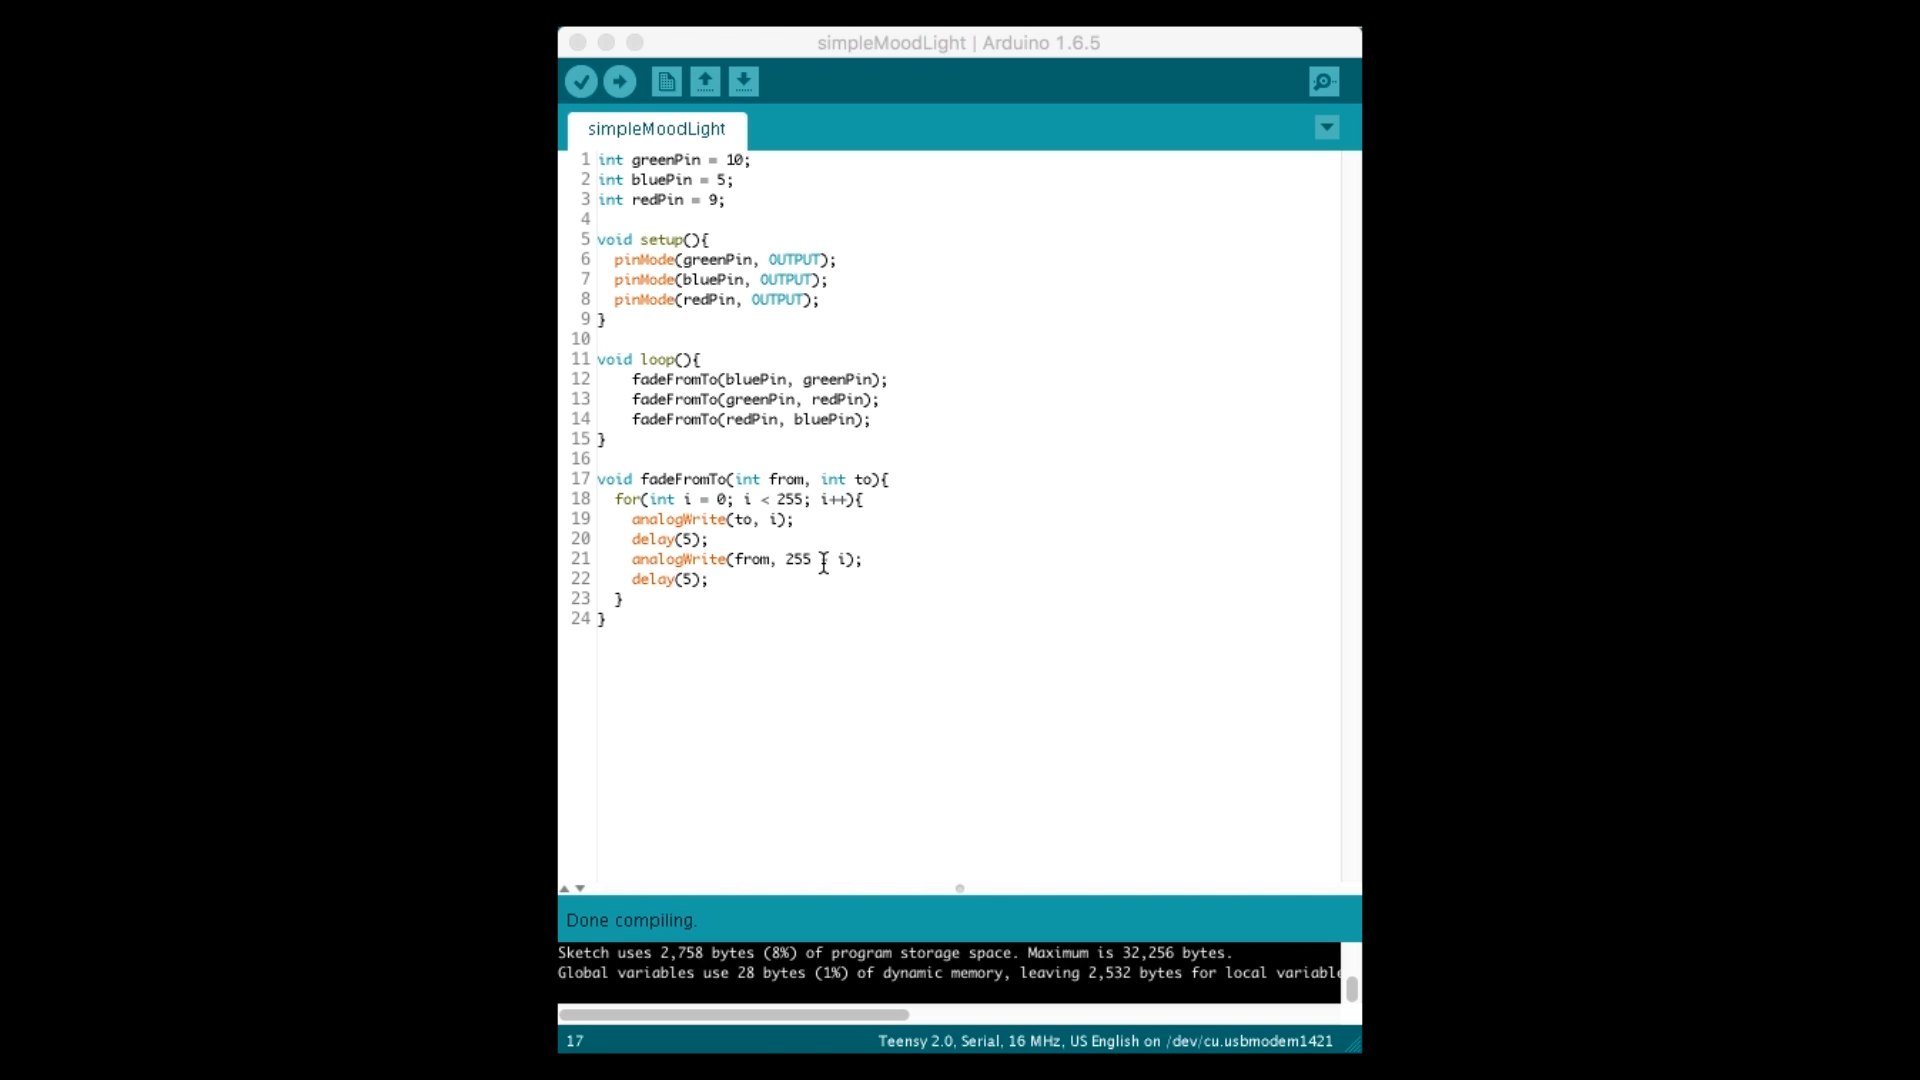 simpleMoodLight | Arduino 1.6.5
simpleMoodLight
1 int greenPin = 10;
2 int bluePin = 5;
3 int redPin = 9;
4
5 void setup(){
6 pinMode(greenPin, OUTPUT);
7 pinMode(bluePin, OUTPUT);
8 pinMode(redPin, OUTPUT);
9 }
10
11 void loop(){
12 fadeFromTo(bluePin, greenPin);
13 fadeFromTo(greenPin, redPin);
14 fadeFromTo(redPin, bluePin);
15 }
16
17 void fadeFromTo(int from, int to){
18 for(int i = 0; i < 255; i++){
19 analogWrite(to, i);
20 delay(5);
21 analogWrite(from, 255 i);
22 delay(5);
23 }
24 }
Done compiling.
Sketch uses 2,758 bytes (8%) of program storage space. Maximum is 32,256 bytes.
Global variables use 28 bytes (1%) of dynamic memory, leaving 2,532 bytes for local
17
Teensy 2.0, Serial, 16 MHz, US English on /dev/cu.usbmodem1421